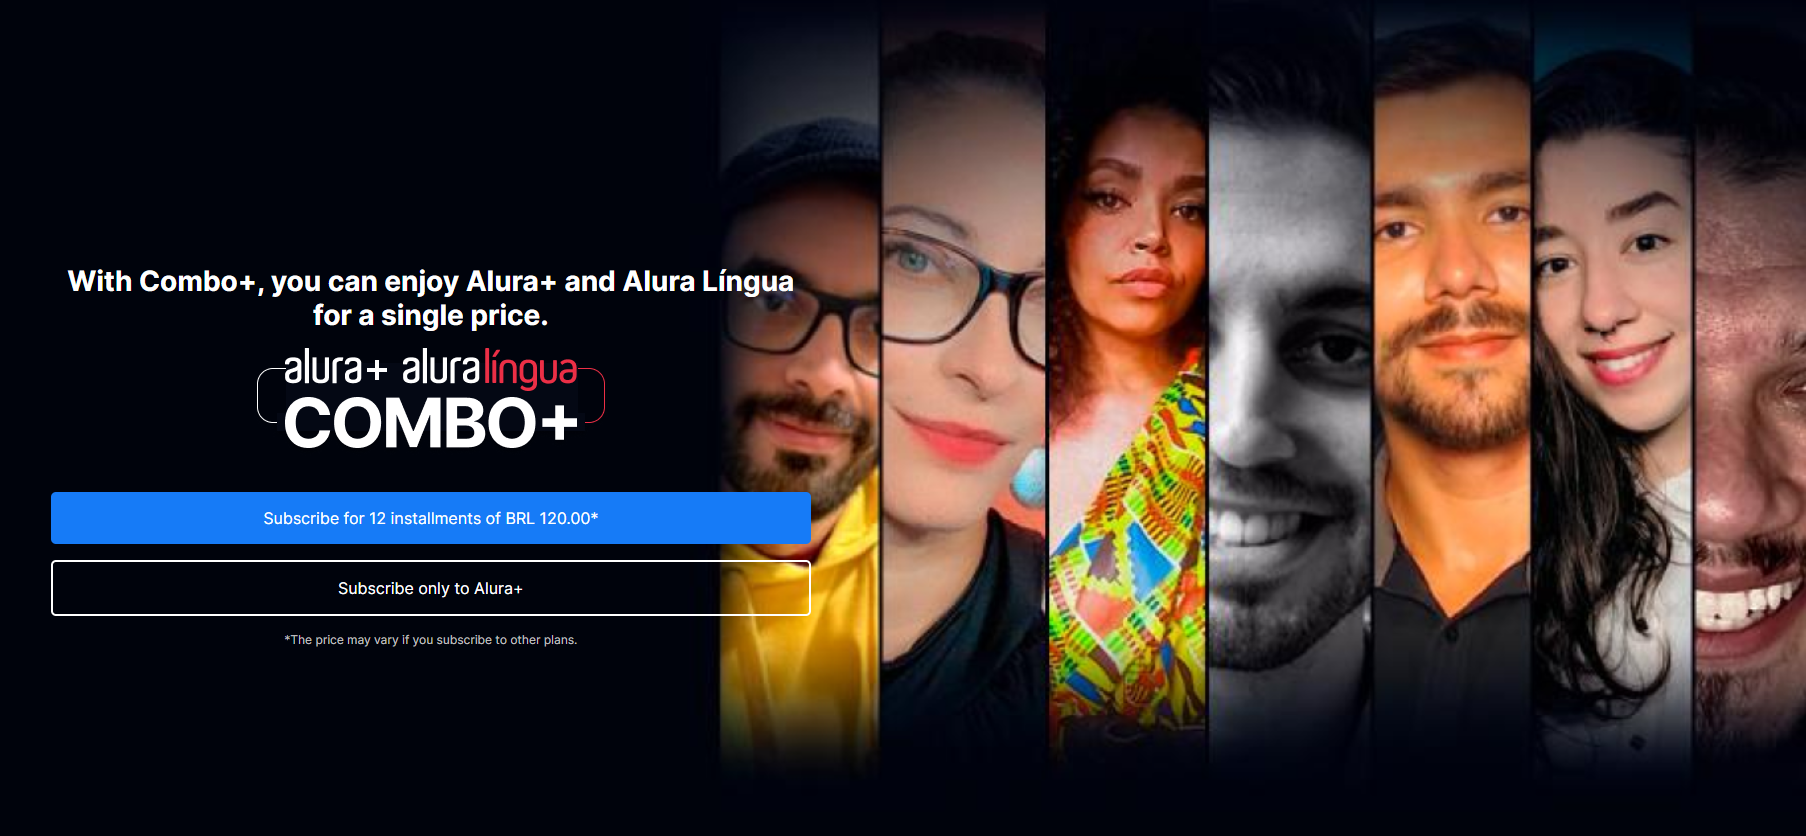 With Combo+, you can enjoy Alura+ and Alura Língua
for a single price.
alura+ aluralíngua
COMBO+
Subscribe for 12 installments of BRL 120.00*
Subscribe only to Alura+
*The price may vary if you subscribe to other plans.